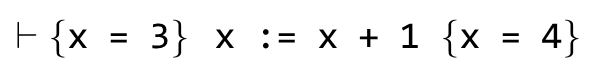 ⊢ {x = 3} x := x + 1 {x = 4}